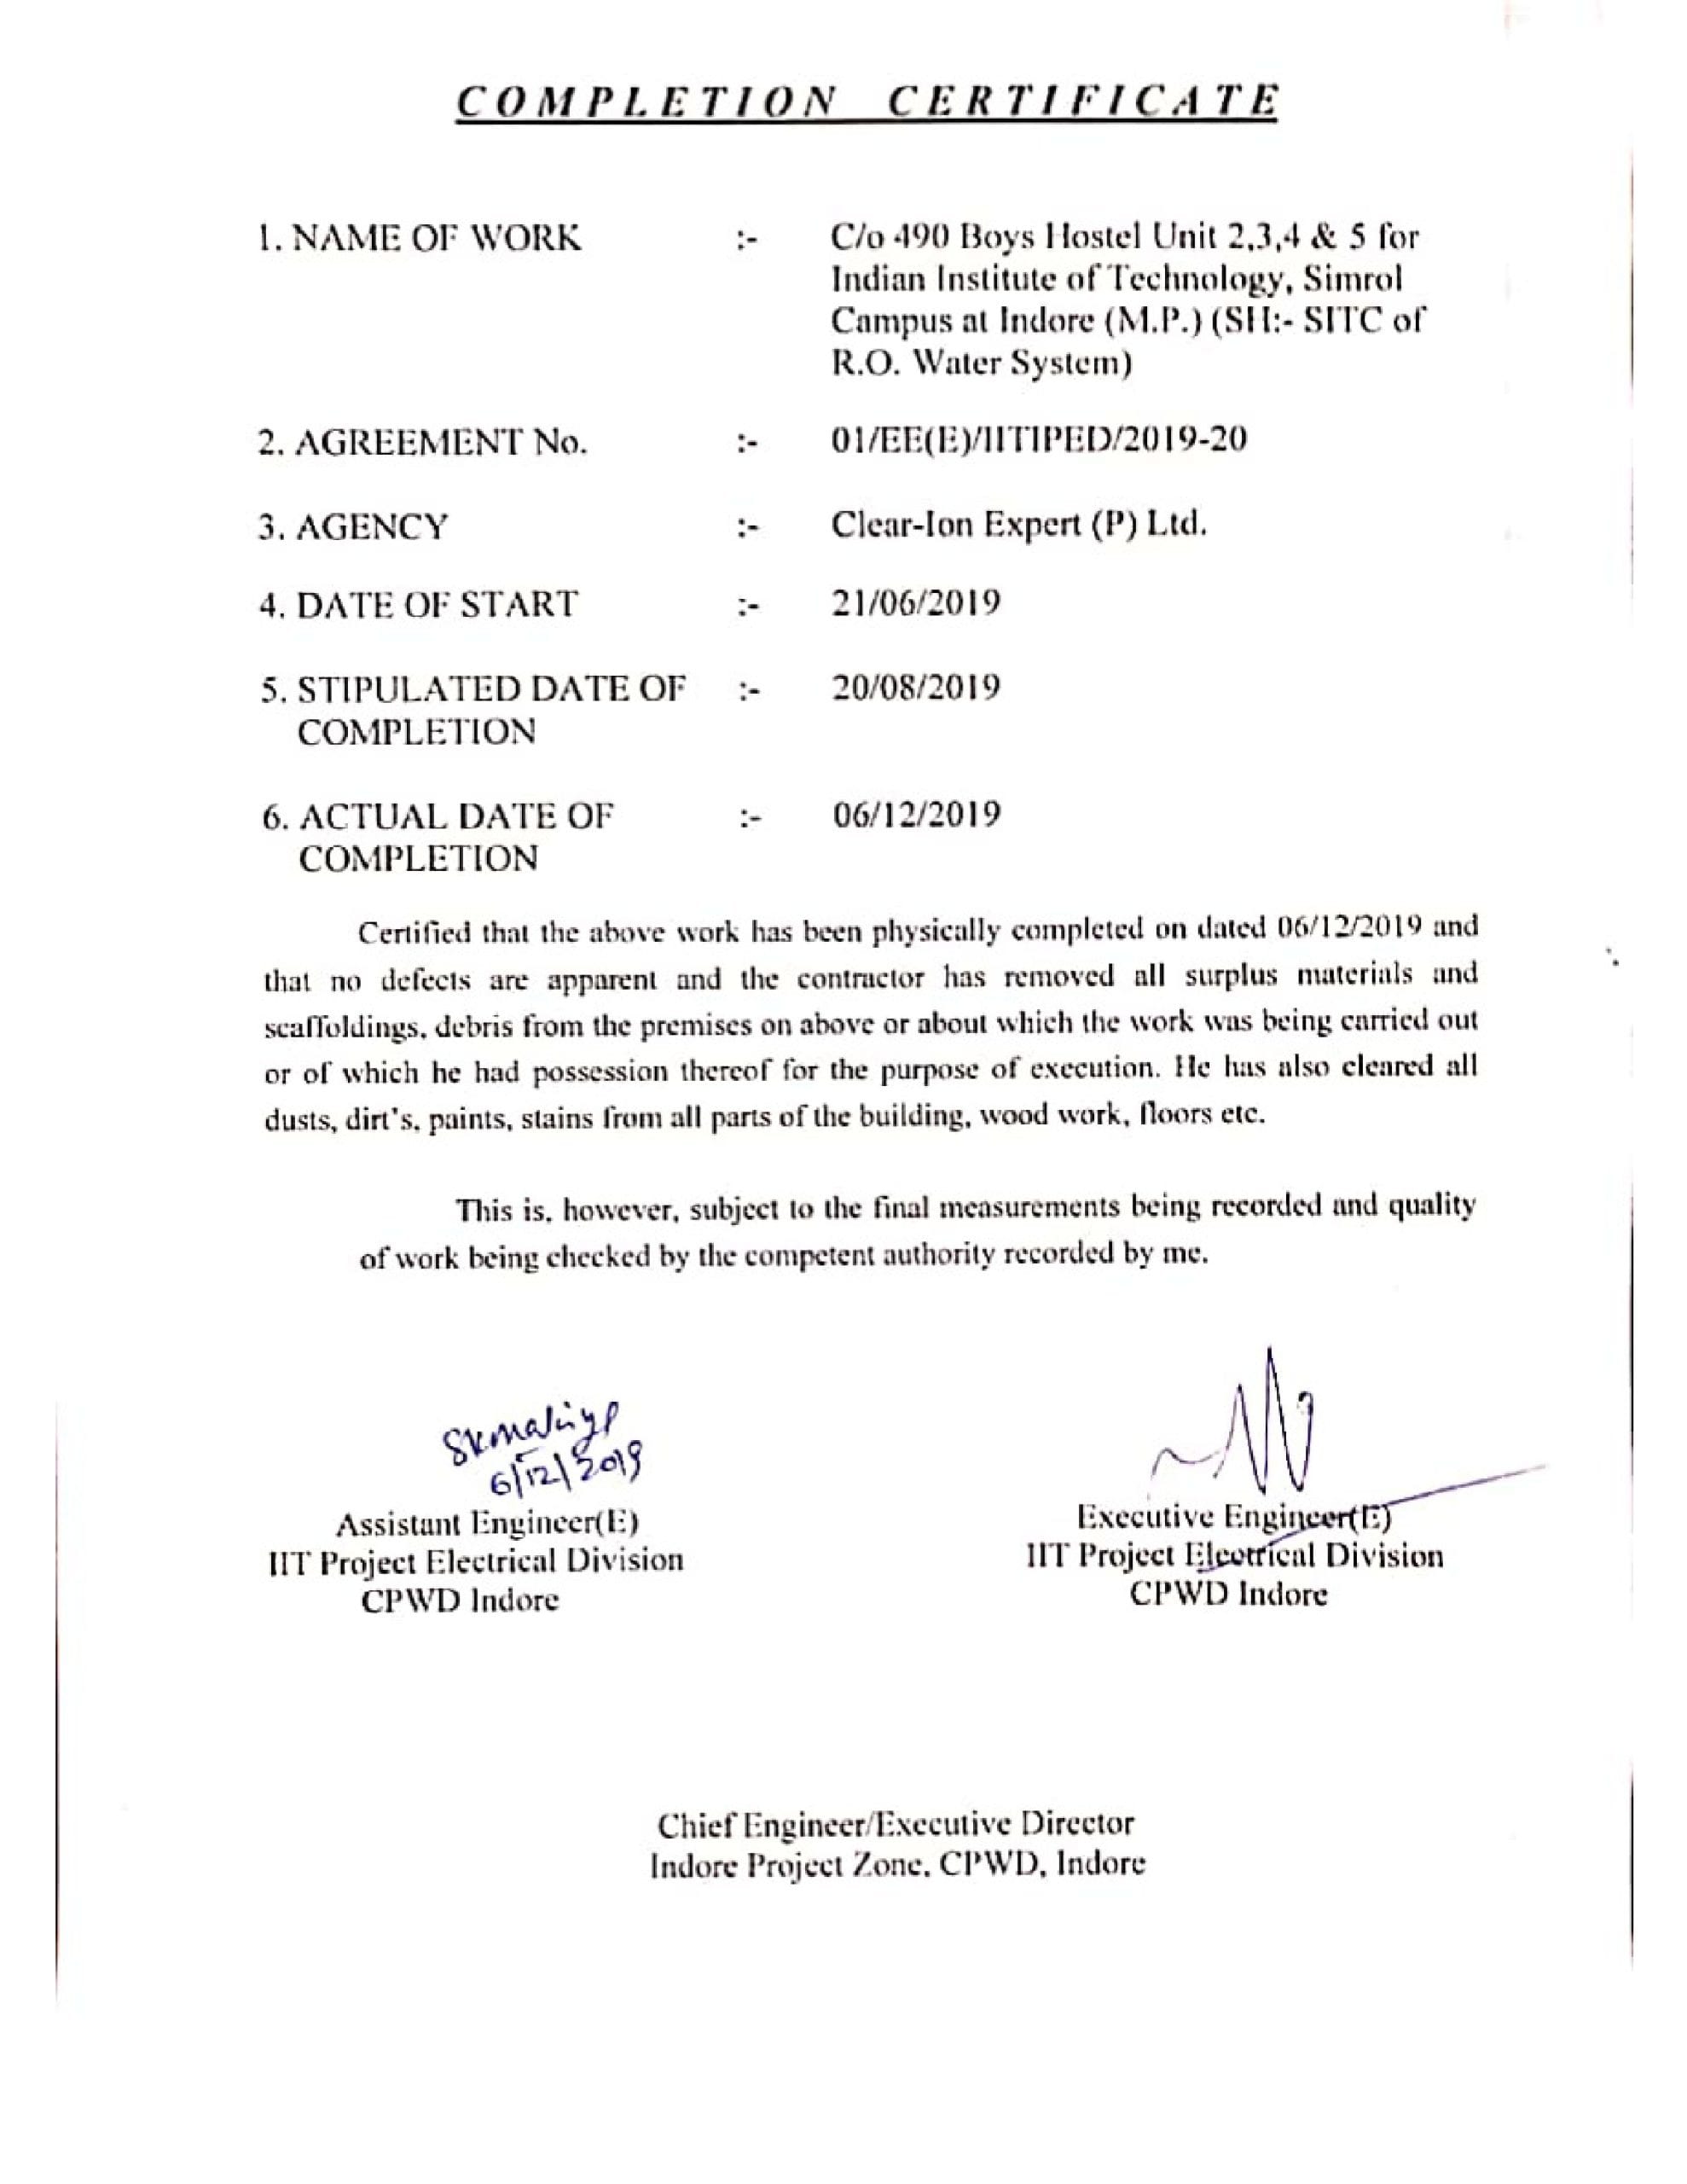 COMPLETION CERTIFICATE
1. NAME OF WORK :- C/o 490 Boys Hostel Unit 2,3,4 & 5 for
Indian Institute of Technology, Simrol
Campus at Indore (M.P.) (SH:- SITC of
R.O. Water System)
2. AGREEMENT No. :- 01/EE(E)/IITIPED/2019-20
3. AGENCY :- Clear-Ion Expert (P) Ltd.
4. DATE OF START :- 21/06/2019
5. STIPULATED DATE OF :- 20/08/2019
COMPLETION
6. ACTUAL DATE OF :- 06/12/2019
COMPLETION
Certified that the above work has been physically completed on dated 06/12/2019 and
that no defects are apparent and the contractor has removed all surplus materials and
scaffoldings, debris from the premises on above or about which the work was being carried out
or of which he had possession thereof for the purpose of execution. He has also cleared all
dusts, dirt's, paints, stains from all parts of the building, wood work, floors etc.
This is, however, subject to the final measurements being recorded and quality
of work being checked by the competent authority recorded by me.
6/12/2019
Assistant Engineer(E)
IIT Project Electrical Division
CPWD Indore
Executive Engineer(E)
IIT Project Electrical Division
CPWD Indore
Chief Engineer/Executive Director
Indore Project Zone, CPWD, Indore